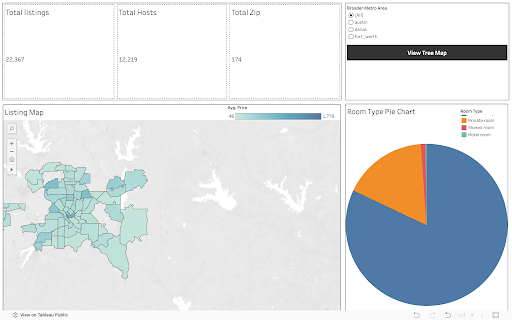 Total listings
22,367
Total Hosts
12,219
Total Zip
174
Broader Metro Area
(All)
austin
dallas
fort_worth
View Tree Map
Listing Map
Avg. Price
40
1,779
Room Type Pie Chart
Room Type
Private room
Shared room
Hotel room
View on Tableau Public